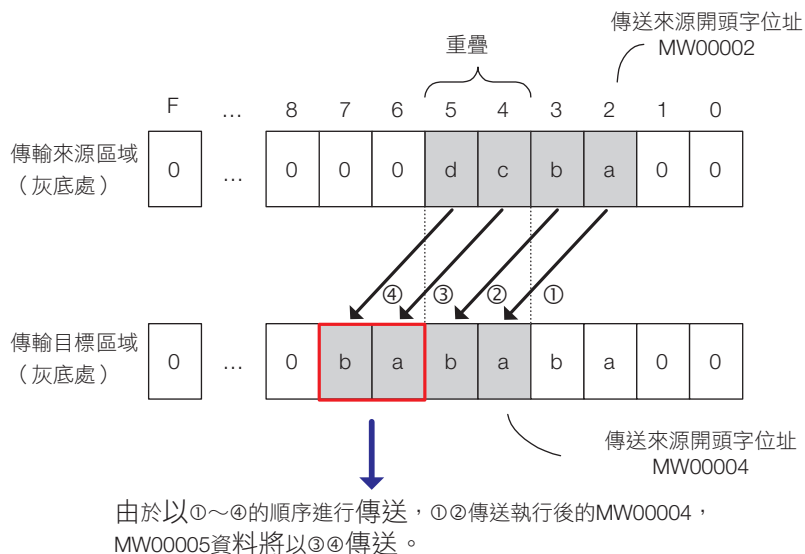 傳送來源開頭字位址
MW00002
重疊
F … 8 7 6 5 4 3 2 1 0
傳輸來源區域
（灰底處）
0 … 0 0 0 d c b a 0 0
④ ③ ② ①
傳輸目標區域
（灰底處）
0 … 0 b a b a b a 0 0
傳送來源開頭字位址
MW00004
由於以①～④的順序進行傳送，①②傳送執行後的MW00004，
MW00005資料將以③④傳送。